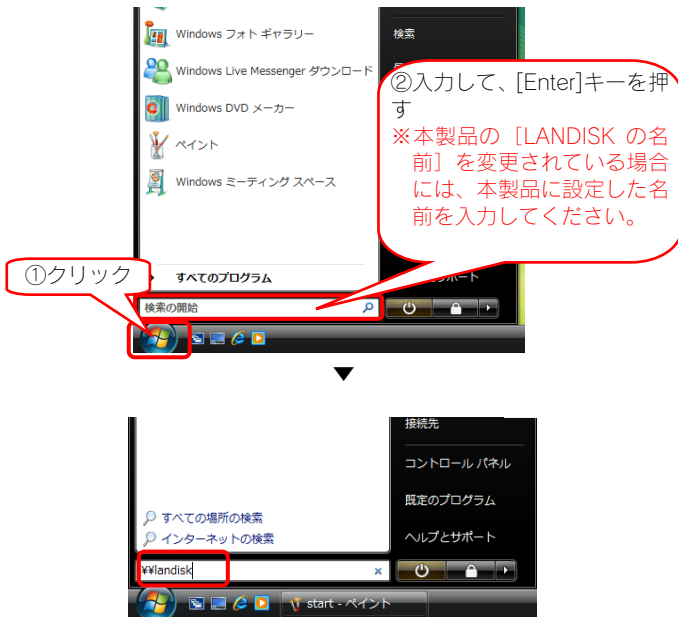 Windows フォト ギャラリー
検索
Windows Live Messenger ダウンロード
②入力して、[Enter]キーを押
す
※本製品の［LANDISK の名
前］を変更されている場合
には、本製品に設定した名
前を入力してください。
Windows DVD メーカー
ペイント
Windows ミーティング スペース
①クリック
すべてのプログラム
検索の開始
▼
接続先
コントロール パネル
既定のプログラム
すべての場所の検索
インターネットの検索
ヘルプとサポート
¥¥landisk
start - ペイント